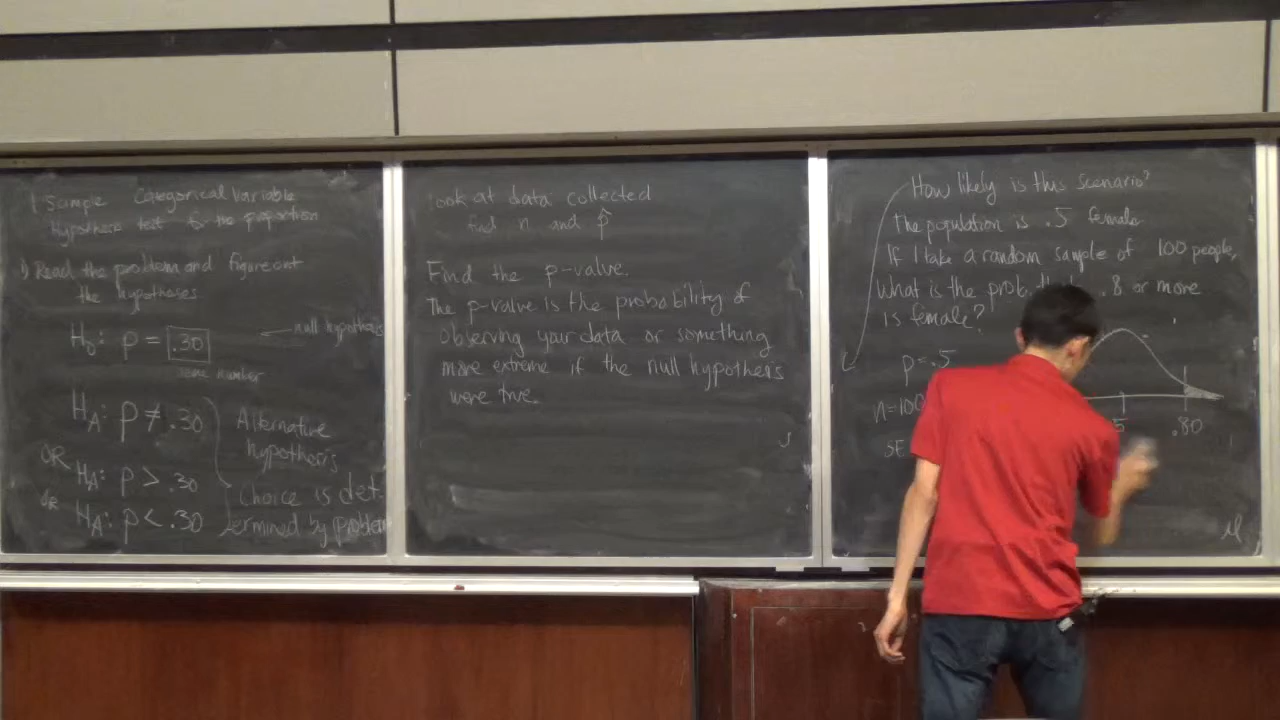 1 Sample Categorical Variable
Hypothesis test for the proportion
1) Read the problem and figure out
the hypotheses
H₀: p = .30
null hypothesis
same number
Hₐ: p ≠ .30
OR Hₐ: p > .30
OR Hₐ: p < .30
Alternative
hypothesis
Choice is det-
ermined by problem
Look at data collected
find n and p̂
Find the p-value.
The p-value is the probability of
observing your data or something
more extreme if the null hypothesis
were true.
How likely is this scenario?
The population is .5 female
If I take a random sample of 100 people,
What is the prob. .8 or more
is female?
p = .5
n=100
SE
.80